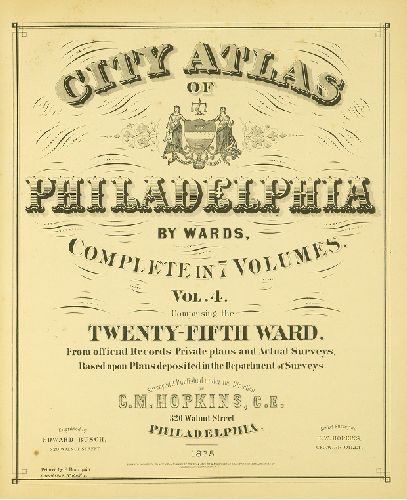 CITY ATLAS
OF
PHILADELPHIA
BY WARDS,
COMPLETE IN 7 VOLUMES.
VOL. 4.
Comprising the
TWENTY-FIFTH WARD,
From official Records Private plans and Actual Surveys,
Based upon Plans deposited in the Department of Surveys
C.M. HOPKINS, C.E.
320 Walnut Street
PHILADELPHIA.
EDWARD BUSCH,